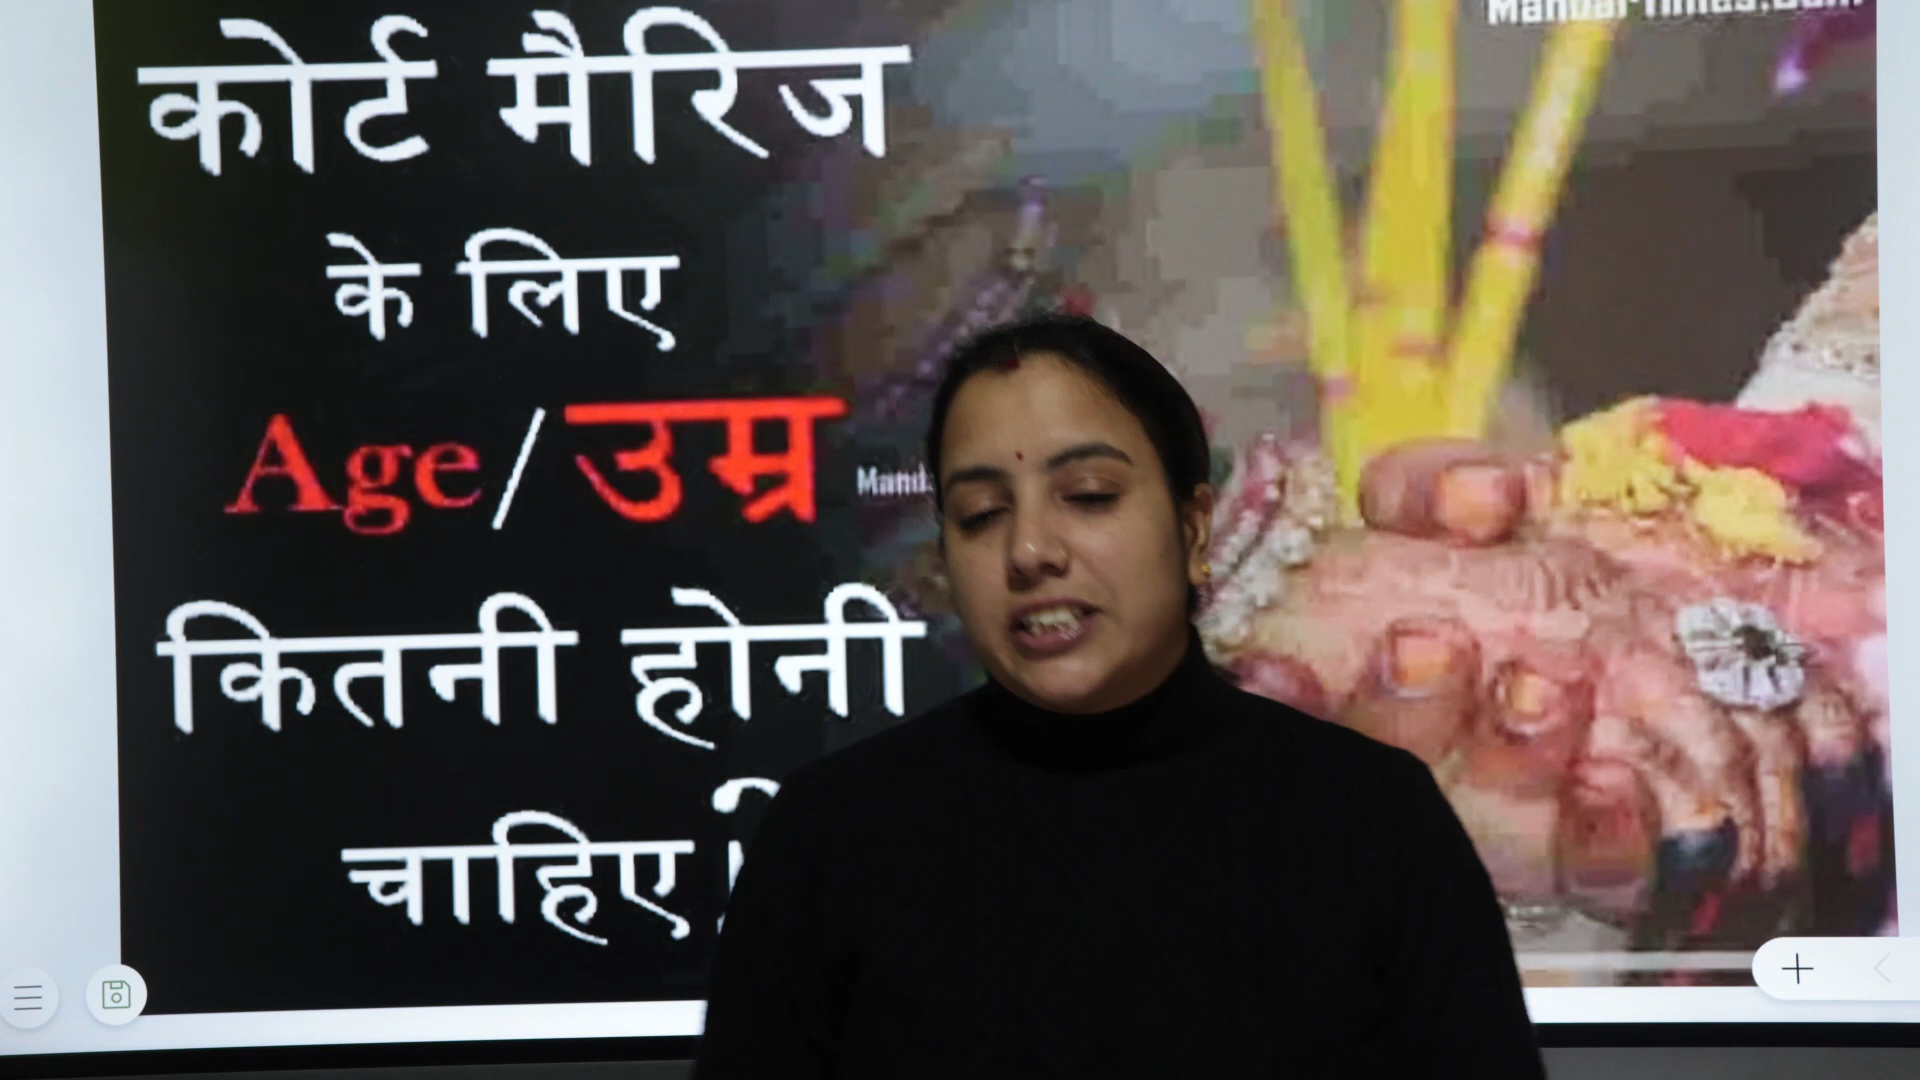 कोर्ट मैरिज
के लिए
Age/उम्र
कितनी होनी
चाहिए